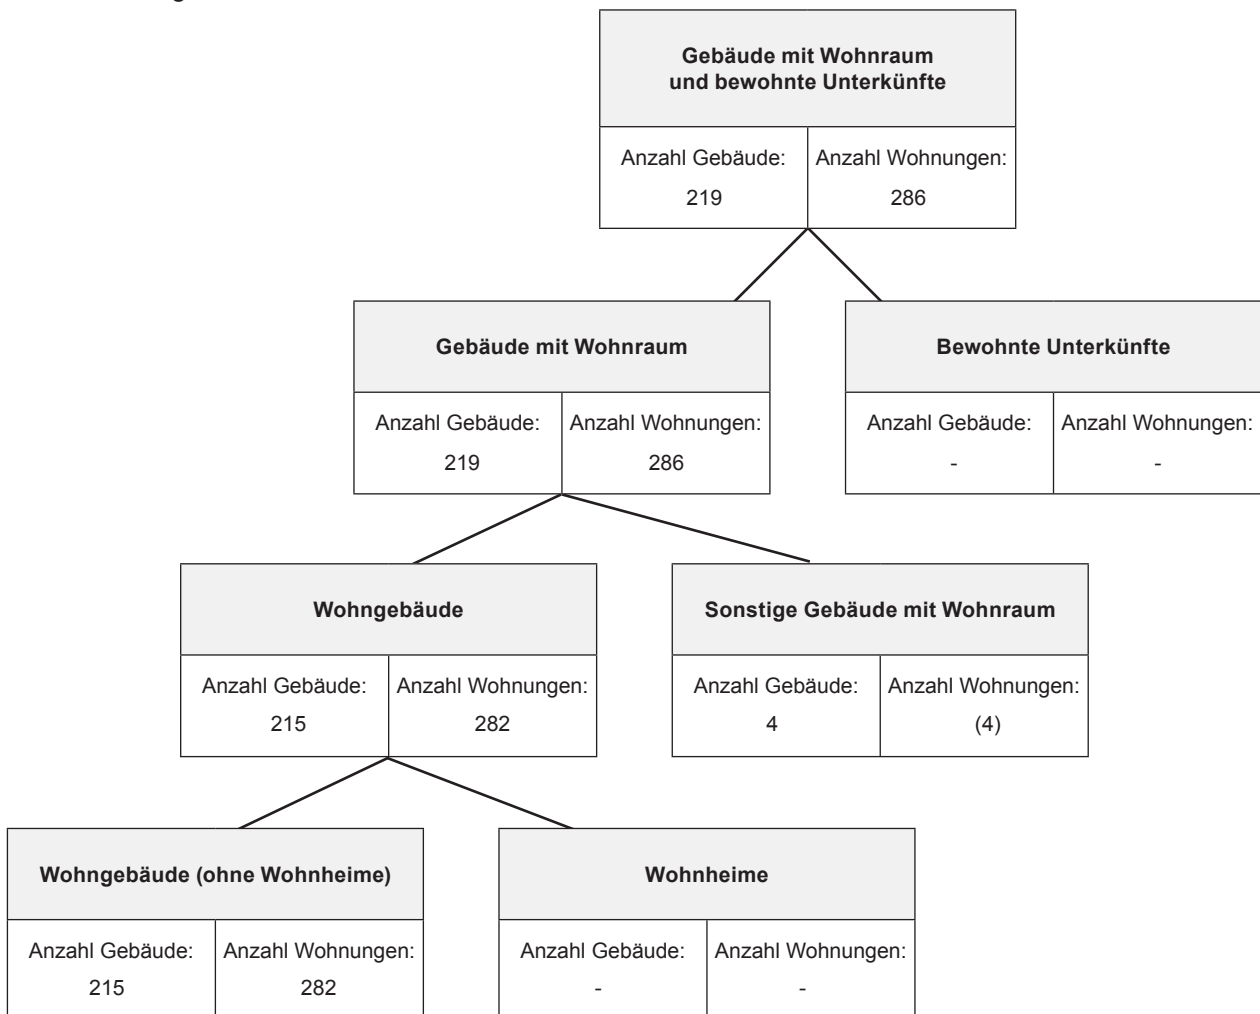 Gebäude mit Wohnraum
und bewohnte Unterkünfte
Anzahl Gebäude: Anzahl Wohnungen:
219 286
Gebäude mit Wohnraum
Anzahl Gebäude: Anzahl Wohnungen:
219 286
Bewohnte Unterkünfte
Anzahl Gebäude: Anzahl Wohnungen:
- -
Wohngebäude
Anzahl Gebäude: Anzahl Wohnungen:
215 282
Sonstige Gebäude mit Wohnraum
Anzahl Gebäude: Anzahl Wohnungen:
4 (4)
Wohngebäude (ohne Wohnheime)
Anzahl Gebäude: Anzahl Wohnungen:
215 282
Wohnheime
Anzahl Gebäude: Anzahl Wohnungen:
- -